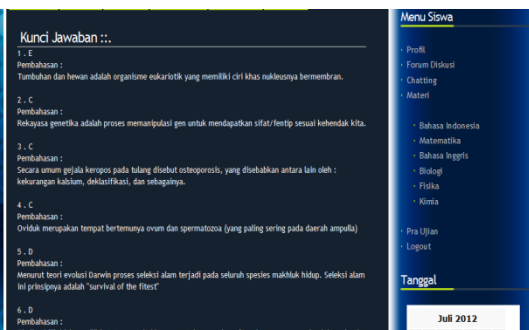 Kunci Jawaban ::.
1 . E
Pembahasan :
Tumbuhan dan hewan adalah organisme eukariotik yang memiliki ciri khas nukleusnya bermembran.
2 . C
Pembahasan :
Rekayasa genetika adalah proses memanipulasi gen untuk mendapatkan sifat/fentip sesuai kehendak kita.
3 . C
Pembahasan :
Secara umum gejala keropos pada tulang disebut osteoporosis, yang disebabkan antara lain oleh :
kekurangan kalsium, deklasifikasi, dan sebagainya.
4 . C
Pembahasan :
Oviduk merupakan tempat bertemunya ovum dan spermatozoa (yang paling sering pada daerah ampulla)
5 . D
Pembahasan :
Menurut teori evolusi Darwin proses seleksi alam terjadi pada seluruh spesies makhluk hidup. Seleksi alam
ini prinsipnya adalah "survival of the fitest"
6 . D
Pembahasan :
Menu Siswa
Profil
Forum Diskusi
Chatting
Materi
Bahasa Indonesia
Matematika
Bahasa Inggris
Biologi
Fisika
Kimia
Pra Ujian
Logout
Tanggal
Juli 2012